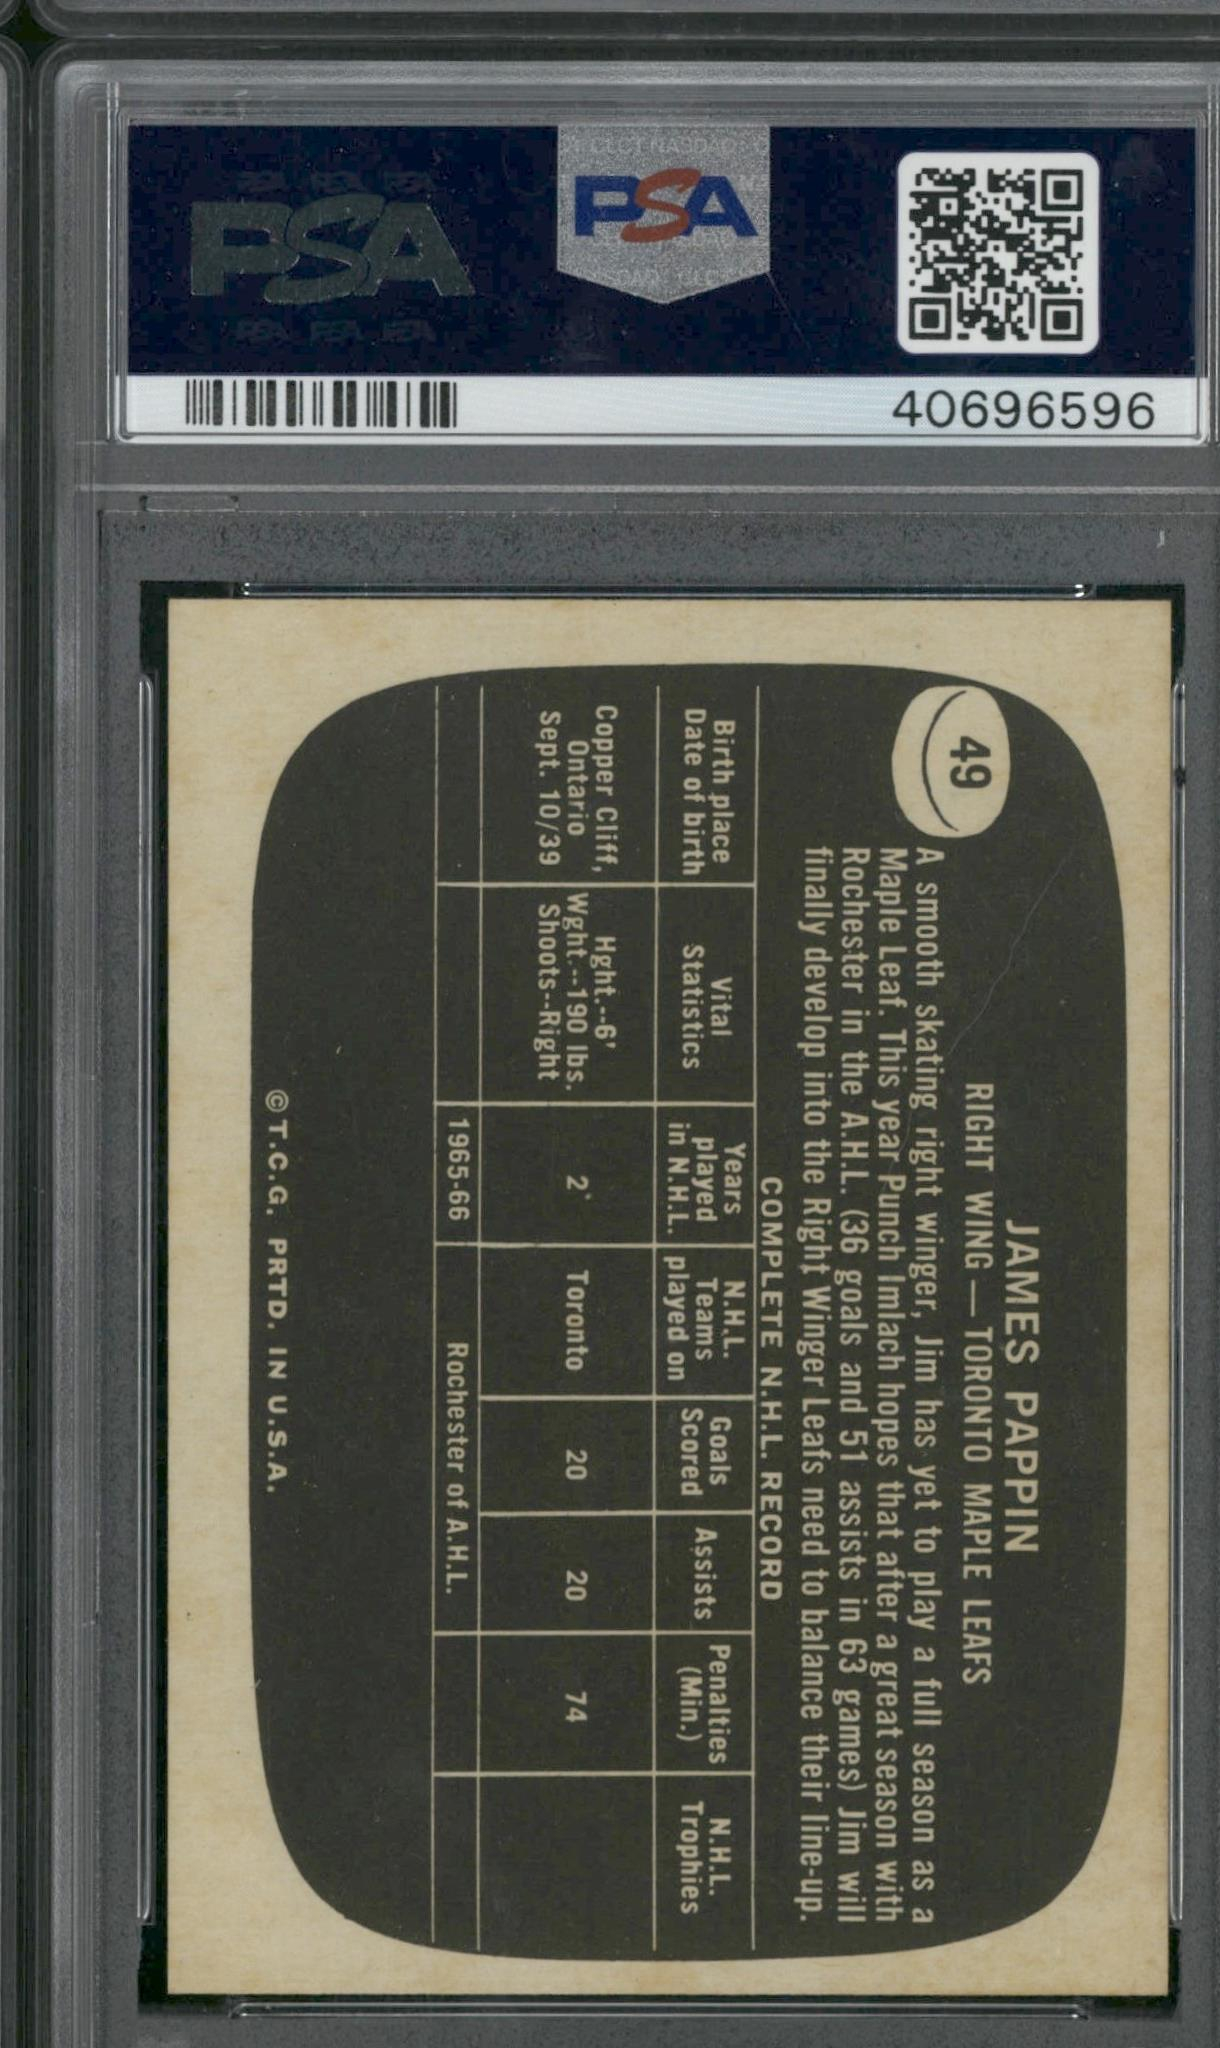 PSA
PSA
40696596
49
JAMES PAPPIN
RIGHT WING — TORONTO MAPLE LEAFS
A smooth skating right winger, Jim has yet to play a full season as a
Maple Leaf. This year Punch Imlach hopes that after a great season with
Rochester in the A.H.L. (36 goals and 51 assists in 63 games) Jim will
finally develop into the Right Winger Leafs need to balance their line-up.
COMPLETE N.H.L. RECORD
Birth place
Date of birth
Vital
Statistics
Years
played
in N.H.L.
N.H.L.
Teams
played on
Goals
Scored
Assists
Penalties
(Min.)
N.H.L.
Trophies
Copper Cliff,
Ontario
Sept. 10/39
Hght.--6'
Wght.--190 lbs.
Shoots--Right
2
Toronto
20
20
74
1965-66
Rochester of A.H.L.
© T.C.G. PRTD. IN U.S.A.